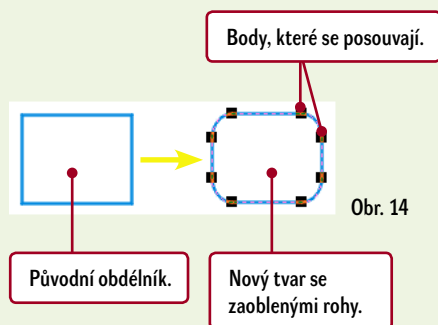 Body, které se posouvají.
Obr. 14
Původní obdélník.
Nový tvar se
zaoblenými rohy.